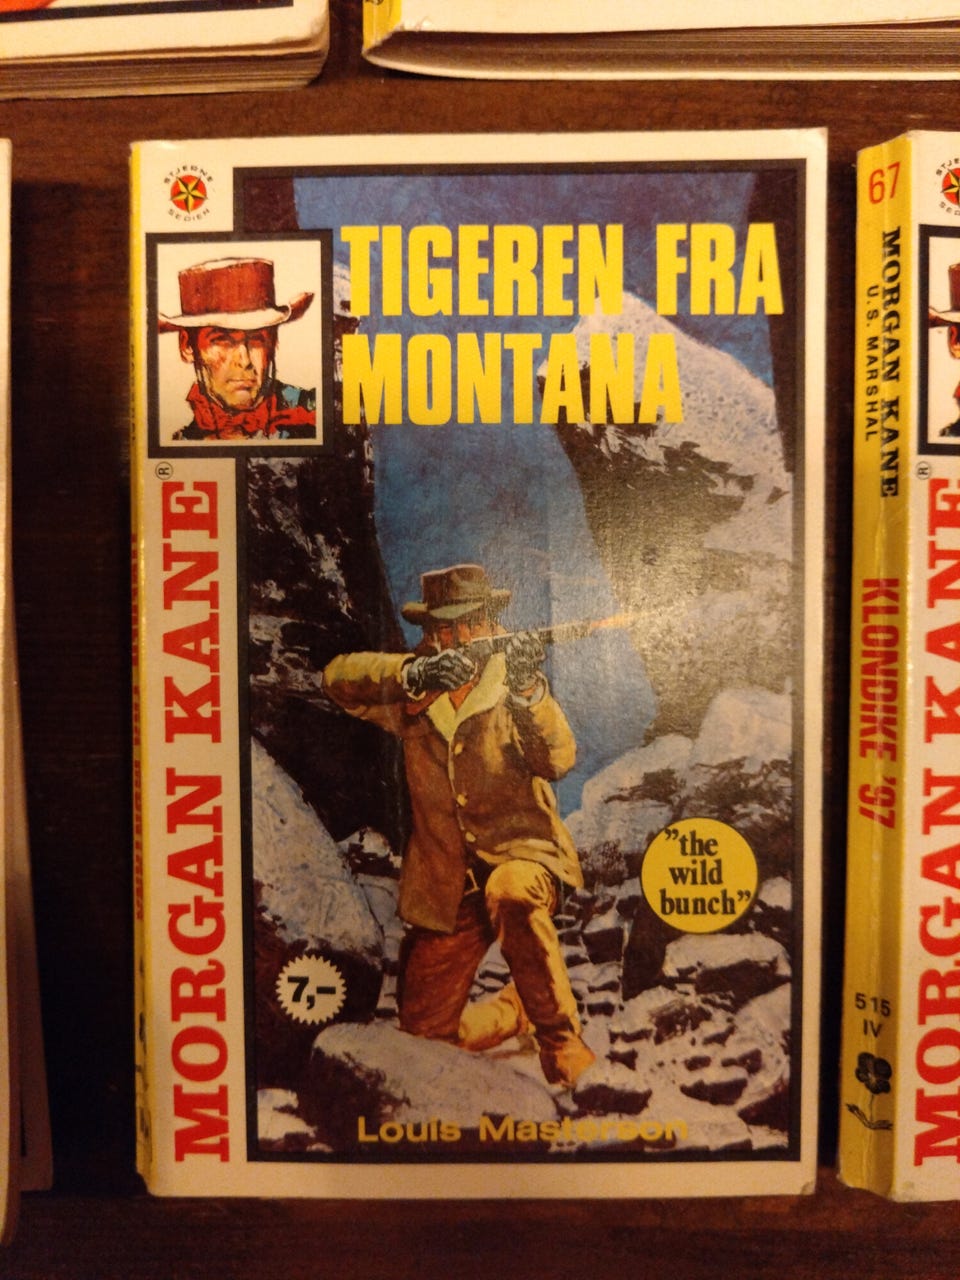 STJERNE
SERIEN
TIGEREN FRA
MONTANA
MORGAN KANE®
"the
wild
bunch"
7,-
Louis Masterson
67
MORGAN KANE
U.S. MARSHAL
KLONDIKE '97
515
IV
®
MORGAN KANE